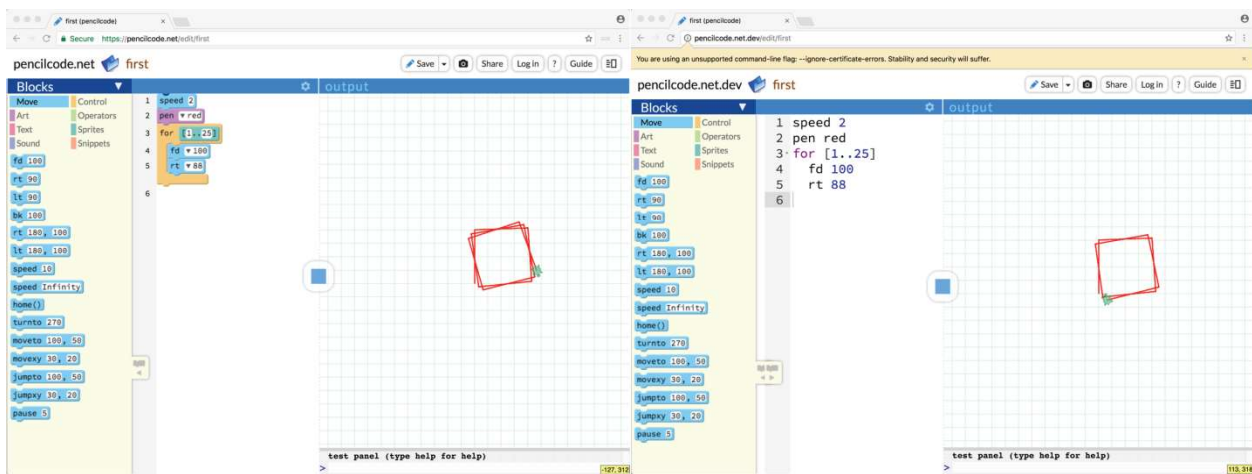 first (pencilcode)
Secure https://pencilcode.net/edit/first
pencilcode.net first
Save Share Log in ? Guide
Blocks
output
Move
Control
Art
Operators
Text
Sprites
Sound
Snippets
fd 100
rt 90
lt 90
bk 100
rt 180, 100
lt 180, 100
speed 10
speed Infinity
home()
turnto 270
moveto 100, 50
movexy 30, 20
jumpto 100, 50
jumpxy 30, 20
pause 5
1 speed 2
2 pen red
3 for [1..25]
4 fd 100
5 rt 88
6
test panel (type help for help)
>
-127, 312
first (pencilcode)
pencilcode.net.dev/edit/first
You are using an unsupported command-line flag: --ignore-certificate-errors. Stability and security will suffer.
pencilcode.net.dev first
Save Share Log in ? Guide
Blocks
output
Move
Control
Art
Operators
Text
Sprites
Sound
Snippets
fd 100
rt 90
lt 90
bk 100
rt 180, 100
lt 180, 100
speed 10
speed Infinity
home()
turnto 270
moveto 100, 50
movexy 30, 20
jumpto 100, 50
jumpxy 30, 20
pause 5
1 speed 2
2 pen red
3 for [1..25]
4 fd 100
5 rt 88
6
test panel (type help for help)
>